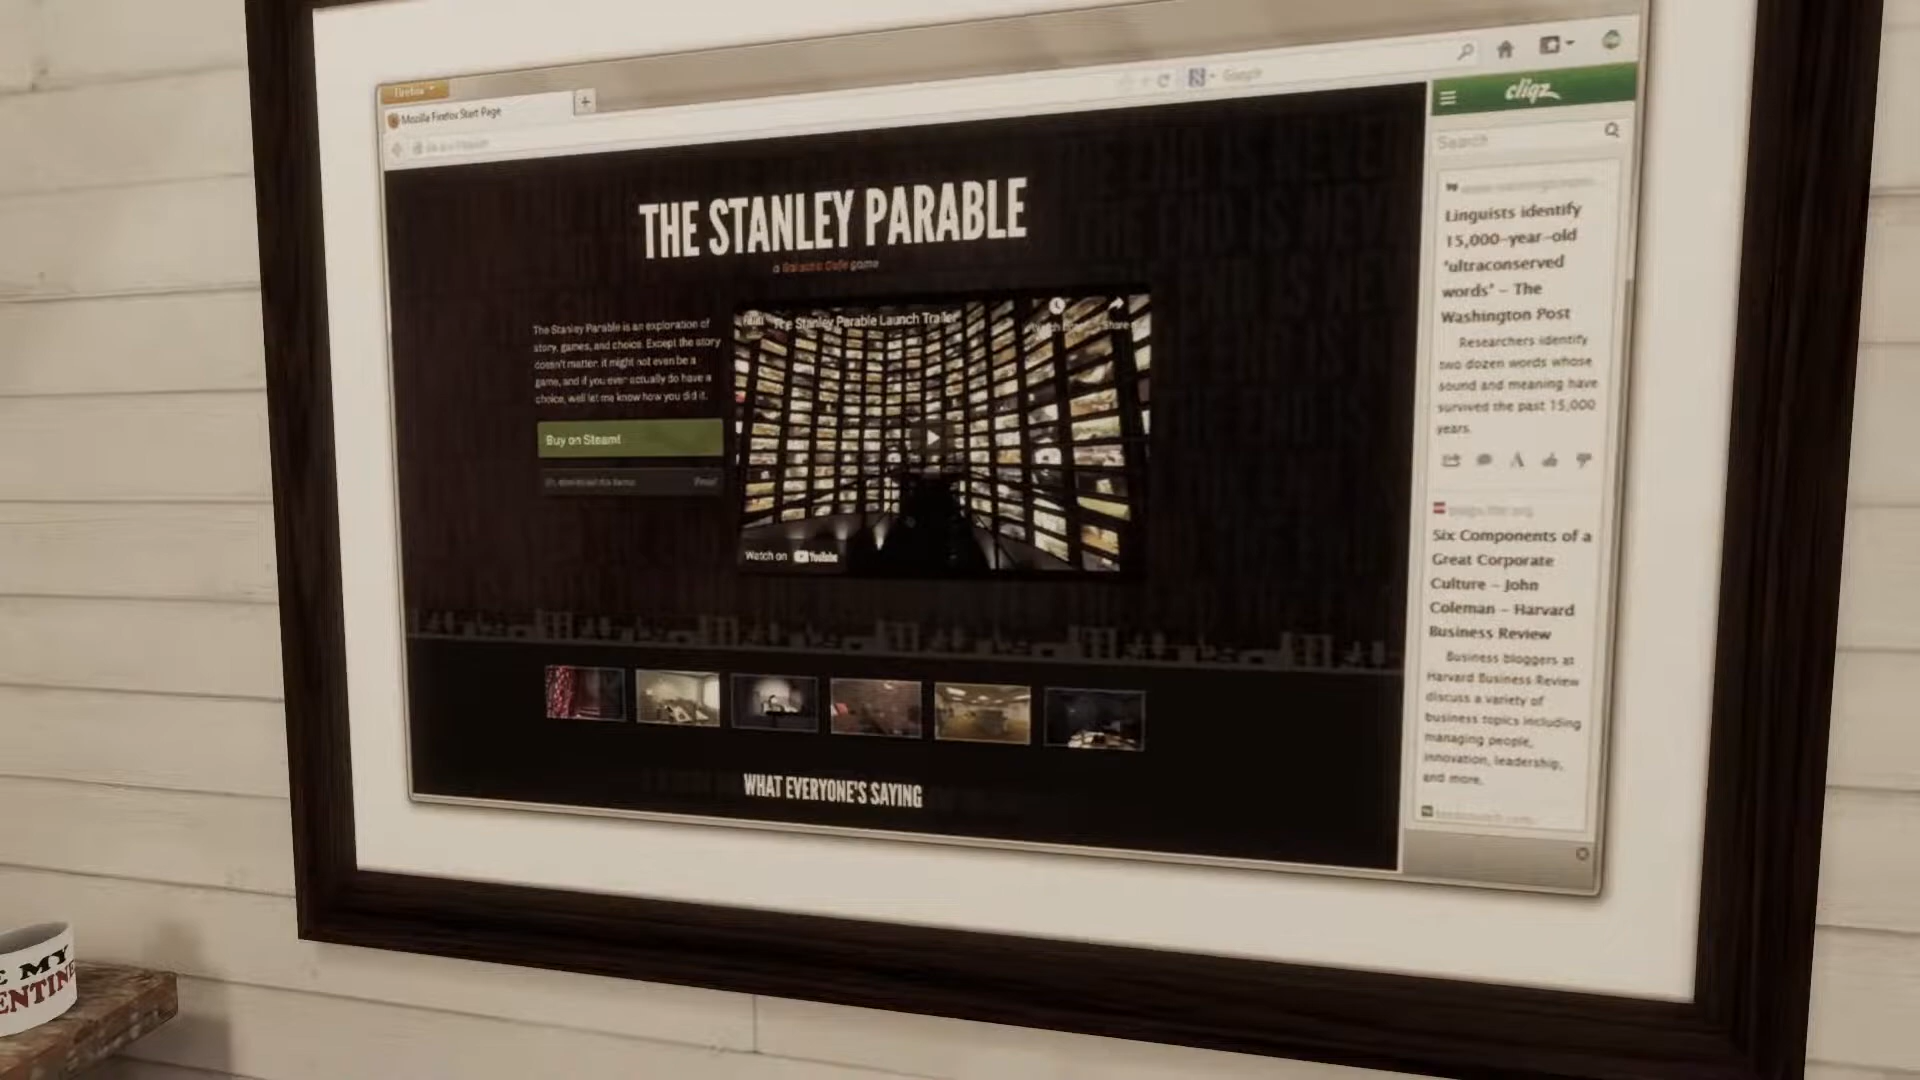 Firefox
Mozilla Firefox Start Page
Google
cliqz
Search
THE STANLEY PARABLE
a Galactic Cafe game
The Stanley Parable is an exploration of
story, games, and choice. Except the story
doesn't matter, it might not even be a
game, and if you ever actually do have a
choice, well let me know how you did it.
Buy on Steam!
The Stanley Parable Launch Trailer
Share
Watch on YouTube
WHAT EVERYONE'S SAYING
Linguists identify
15,000-year-old
'ultraconserved
words' - The
Washington Post
Researchers identify
two dozen words whose
sound and meaning have
survived the past 15,000
years.
Six Components of a
Great Corporate
Culture - John
Coleman - Harvard
Business Review
Business bloggers at
Harvard Business Review
discuss a variety of
business topics including
managing people,
innovation, leadership,
and more.
MY